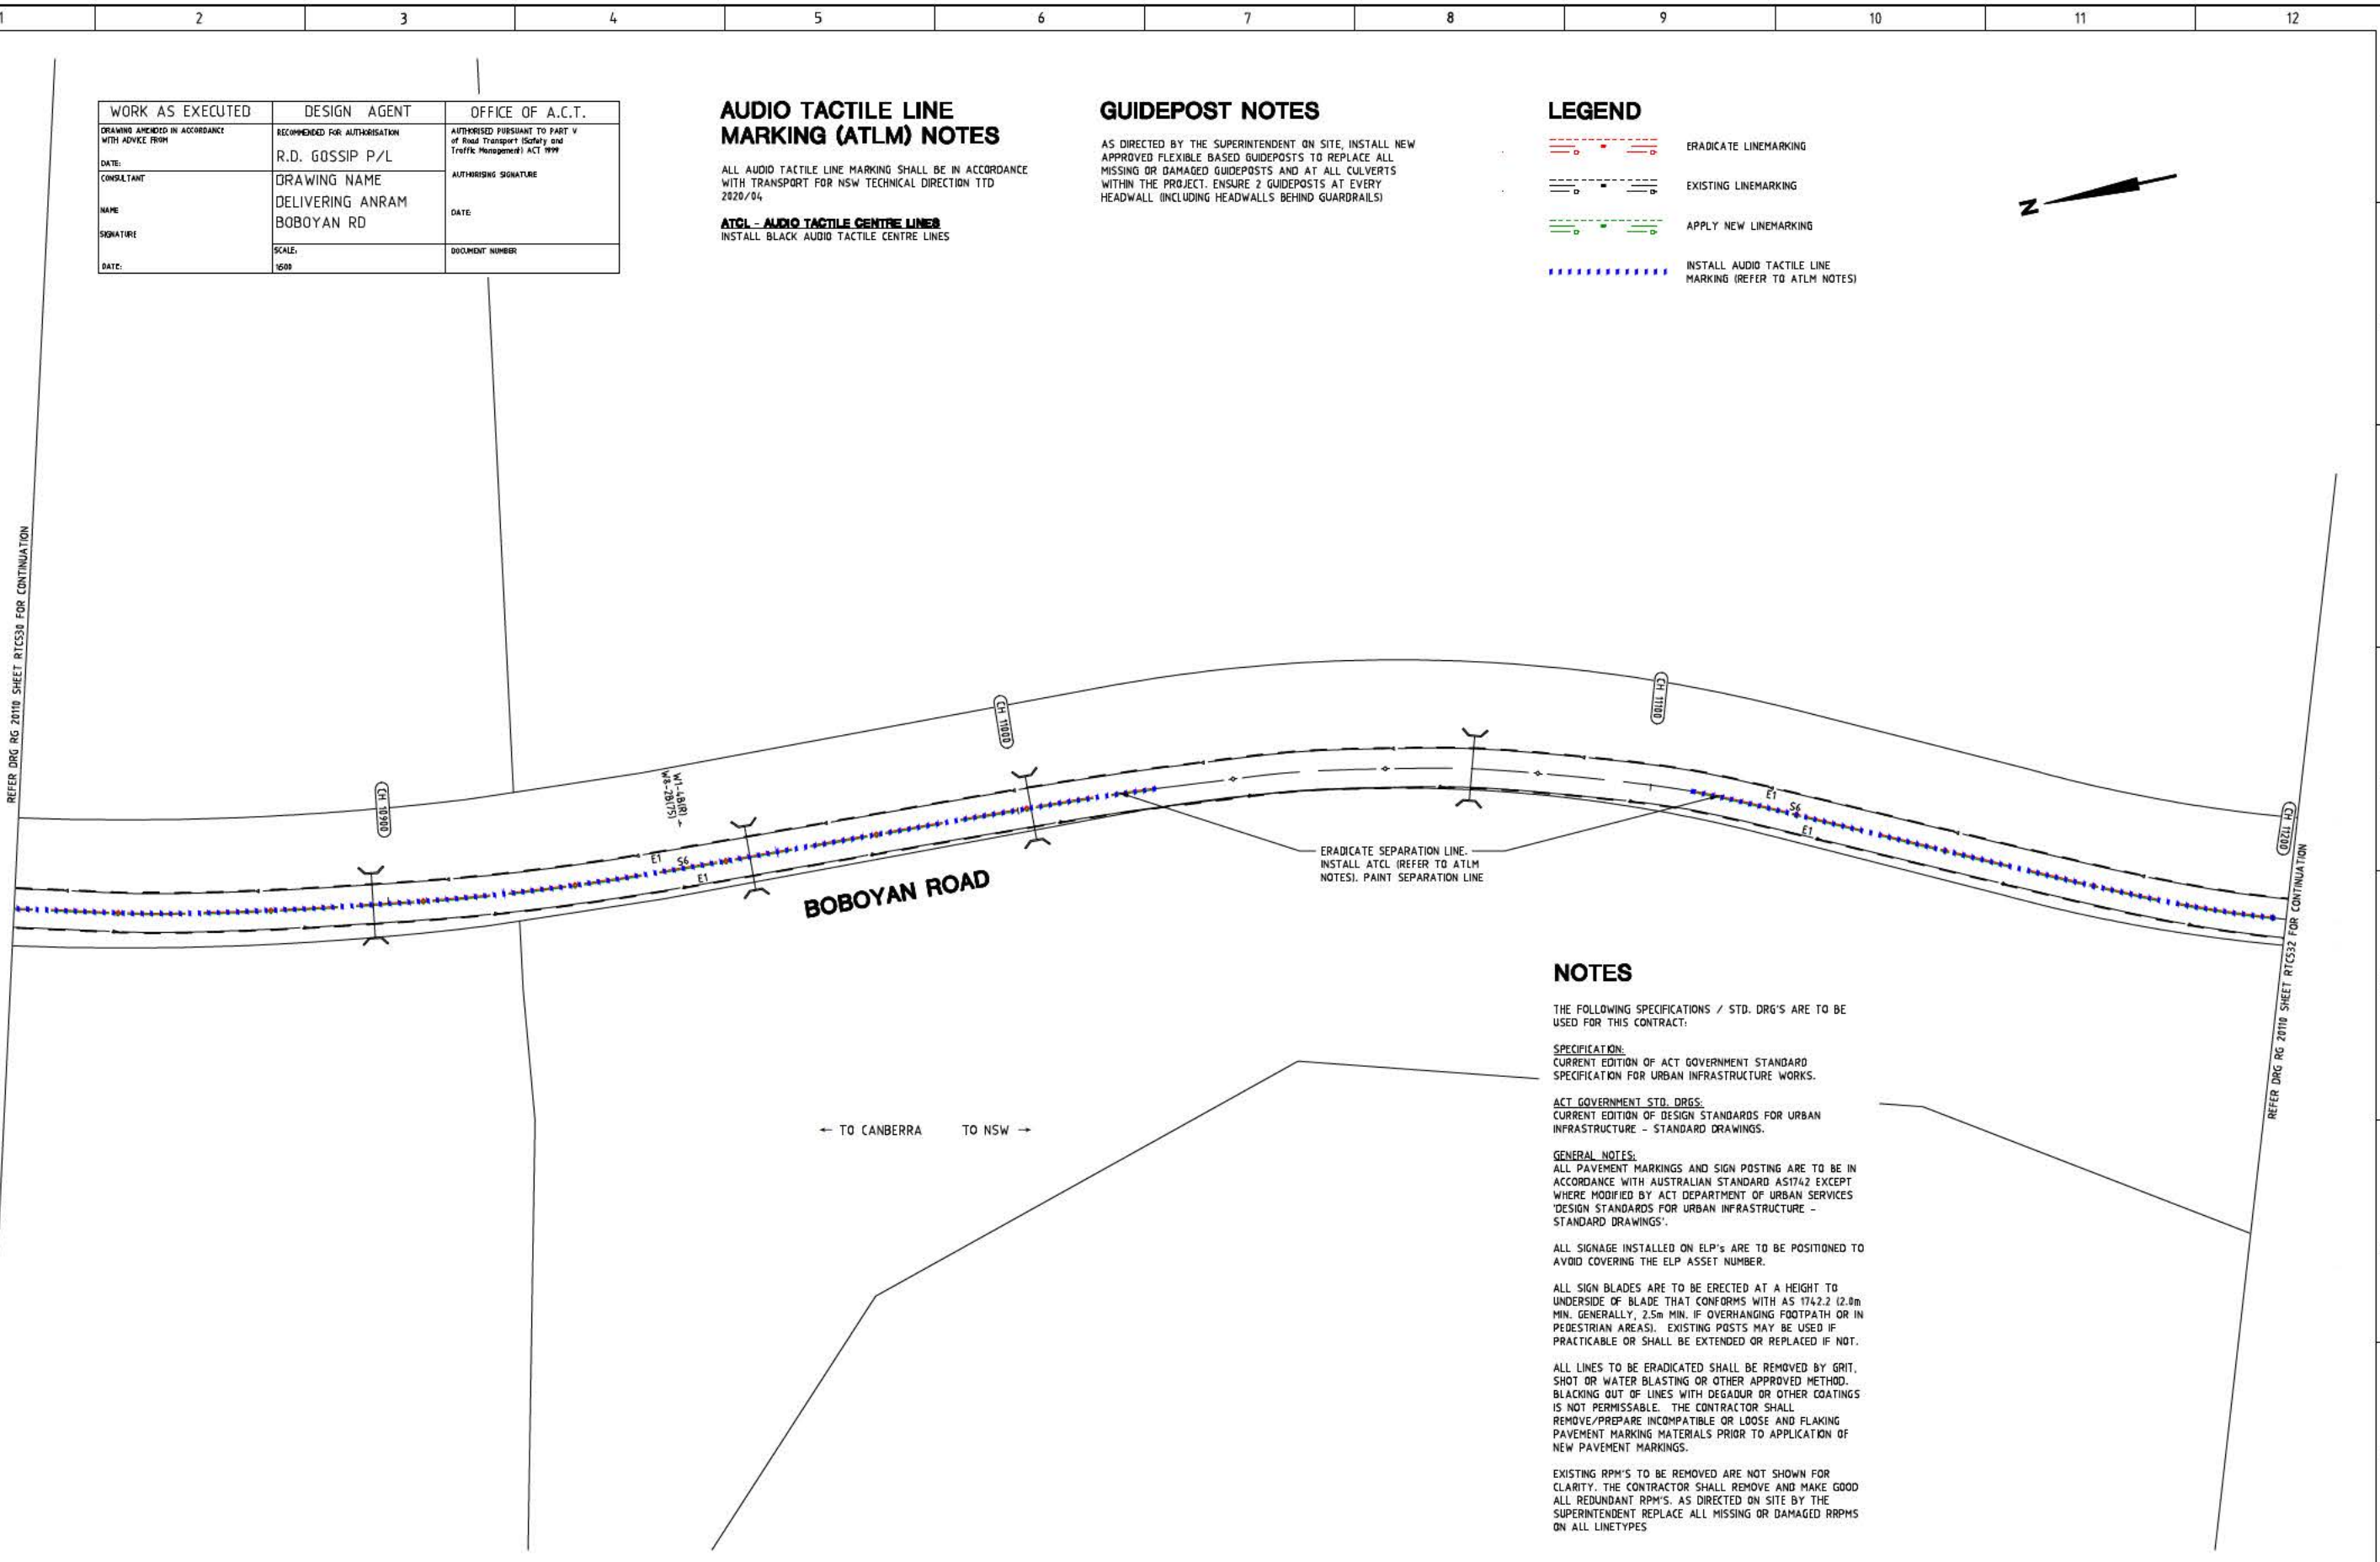 1 2 3 4 5 6 7 8 9 10 11 12
WORK AS EXECUTED
DRAWING AMENDED IN ACCORDANCE
WITH ADVICE FROM
DATE:
CONSULTANT
NAME
SIGNATURE
DATE:
DESIGN AGENT
RECOMMENDED FOR AUTHORISATION
R.D. GOSSIP P/L
DRAWING NAME
DELIVERING ANRAM
BOBOYAN RD
SCALE:
1:500
OFFICE OF A.C.T.
AUTHORISED PURSUANT TO PART V
of Road Transport (Safety and
Traffic Management) ACT 1999
AUTHORISING SIGNATURE
DATE:
DOCUMENT NUMBER
AUDIO TACTILE LINE
MARKING (ATLM) NOTES
ALL AUDIO TACTILE LINE MARKING SHALL BE IN ACCORDANCE
WITH TRANSPORT FOR NSW TECHNICAL DIRECTION TTD
2020/04
ATCL - AUDIO TACTILE CENTRE LINES
INSTALL BLACK AUDIO TACTILE CENTRE LINES
GUIDEPOST NOTES
AS DIRECTED BY THE SUPERINTENDENT ON SITE, INSTALL NEW
APPROVED FLEXIBLE BASED GUIDEPOSTS TO REPLACE ALL
MISSING OR DAMAGED GUIDEPOSTS AND AT ALL CULVERTS
WITHIN THE PROJECT. ENSURE 2 GUIDEPOSTS AT EVERY
HEADWALL (INCLUDING HEADWALLS BEHIND GUARDRAILS)
LEGEND
ERADICATE LINEMARKING
EXISTING LINEMARKING
APPLY NEW LINEMARKING
INSTALL AUDIO TACTILE LINE
MARKING (REFER TO ATLM NOTES)
N
REFER DRG RG 20110 SHEET RTCS30 FOR CONTINUATION
CH 10900
W1-4B(R)
W8-2B(75)
E1
S6
E1
CH 11000
BOBOYAN ROAD
ERADICATE SEPARATION LINE.
INSTALL ATCL (REFER TO ATLM
NOTES). PAINT SEPARATION LINE
CH 11100
E1
S6
E1
CH 11200
REFER DRG RG 20110 SHEET RTCS32 FOR CONTINUATION
← TO CANBERRA TO NSW →
NOTES
THE FOLLOWING SPECIFICATIONS / STD. DRG'S ARE TO BE
USED FOR THIS CONTRACT:
SPECIFICATION:
CURRENT EDITION OF ACT GOVERNMENT STANDARD
SPECIFICATION FOR URBAN INFRASTRUCTURE WORKS.
ACT GOVERNMENT STD. DRGS:
CURRENT EDITION OF DESIGN STANDARDS FOR URBAN
INFRASTRUCTURE - STANDARD DRAWINGS.
GENERAL NOTES:
ALL PAVEMENT MARKINGS AND SIGN POSTING ARE TO BE IN
ACCORDANCE WITH AUSTRALIAN STANDARD AS1742 EXCEPT
WHERE MODIFIED BY ACT DEPARTMENT OF URBAN SERVICES
'DESIGN STANDARDS FOR URBAN INFRASTRUCTURE -
STANDARD DRAWINGS'.
ALL SIGNAGE INSTALLED ON ELP's ARE TO BE POSITIONED TO
AVOID COVERING THE ELP ASSET NUMBER.
ALL SIGN BLADES ARE TO BE ERECTED AT A HEIGHT TO
UNDERSIDE OF BLADE THAT CONFORMS WITH AS 1742.2 (2.0m
MIN. GENERALLY, 2.5m MIN. IF OVERHANGING FOOTPATH OR IN
PEDESTRIAN AREAS). EXISTING POSTS MAY BE USED IF
PRACTICABLE OR SHALL BE EXTENDED OR REPLACED IF NOT.
ALL LINES TO BE ERADICATED SHALL BE REMOVED BY GRIT,
SHOT OR WATER BLASTING OR OTHER APPROVED METHOD.
BLACKING OUT OF LINES WITH DEGADUR OR OTHER COATINGS
IS NOT PERMISSABLE. THE CONTRACTOR SHALL
REMOVE/PREPARE INCOMPATIBLE OR LOOSE AND FLAKING
PAVEMENT MARKING MATERIALS PRIOR TO APPLICATION OF
NEW PAVEMENT MARKINGS.
EXISTING RPM'S TO BE REMOVED ARE NOT SHOWN FOR
CLARITY. THE CONTRACTOR SHALL REMOVE AND MAKE GOOD
ALL REDUNDANT RPM'S. AS DIRECTED ON SITE BY THE
SUPERINTENDENT REPLACE ALL MISSING OR DAMAGED RRPMS
ON ALL LINETYPES